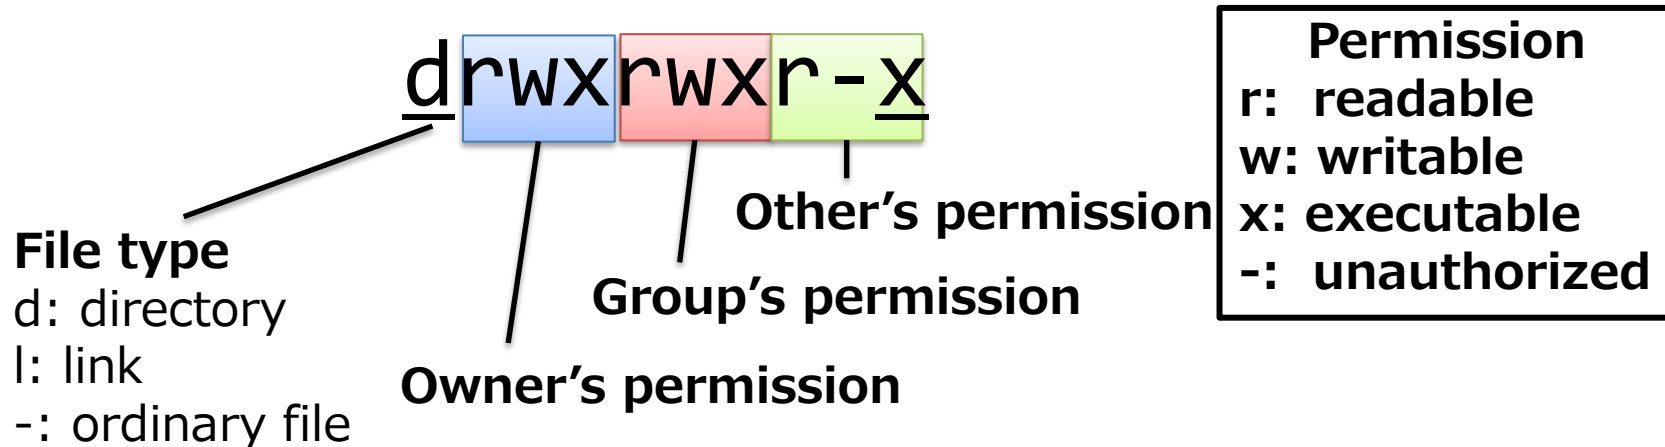 drwxrwxr-x
File type
d: directory
l: link
-: ordinary file
Owner’s permission
Group’s permission
Other’s permission
Permission
r: readable
w: writable
x: executable
-: unauthorized